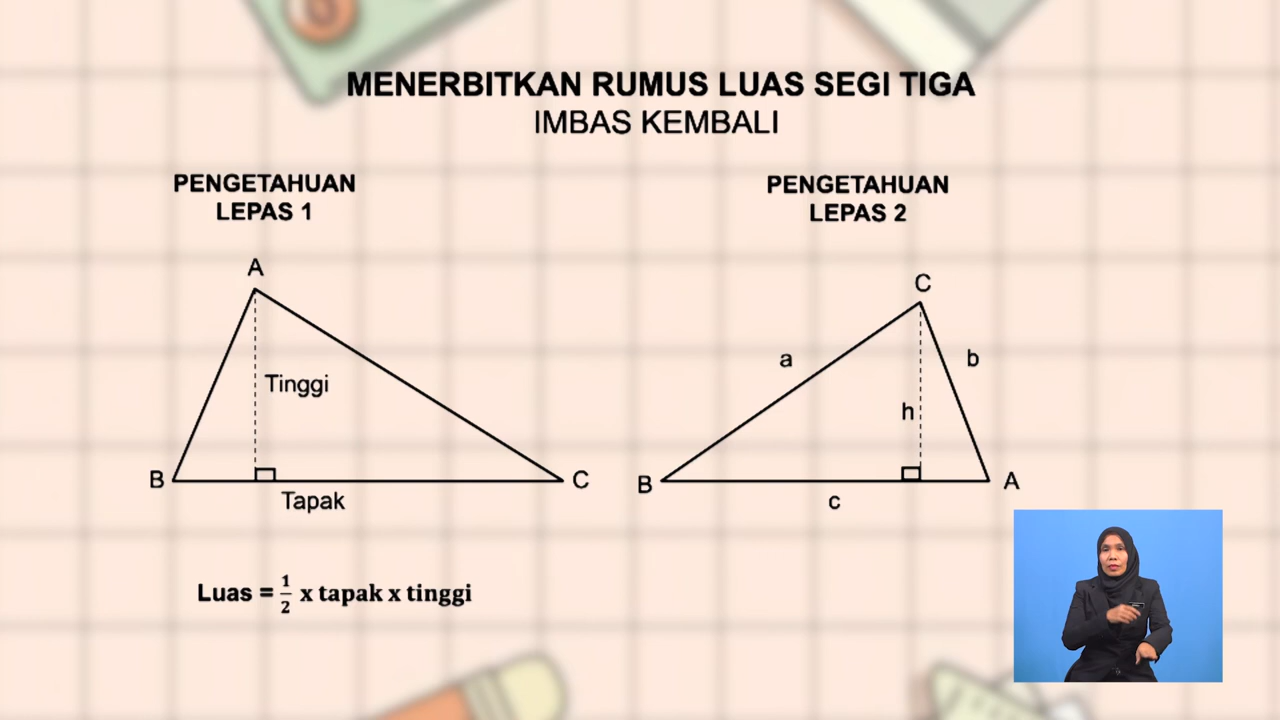 MENERBITKAN RUMUS LUAS SEGI TIGA
IMBAS KEMBALI
PENGETAHUAN
LEPAS 1
A
Tinggi
B
C
Tapak
Luas = 1/2 x tapak x tinggi
PENGETAHUAN
LEPAS 2
C
a
b
h
B
A
c